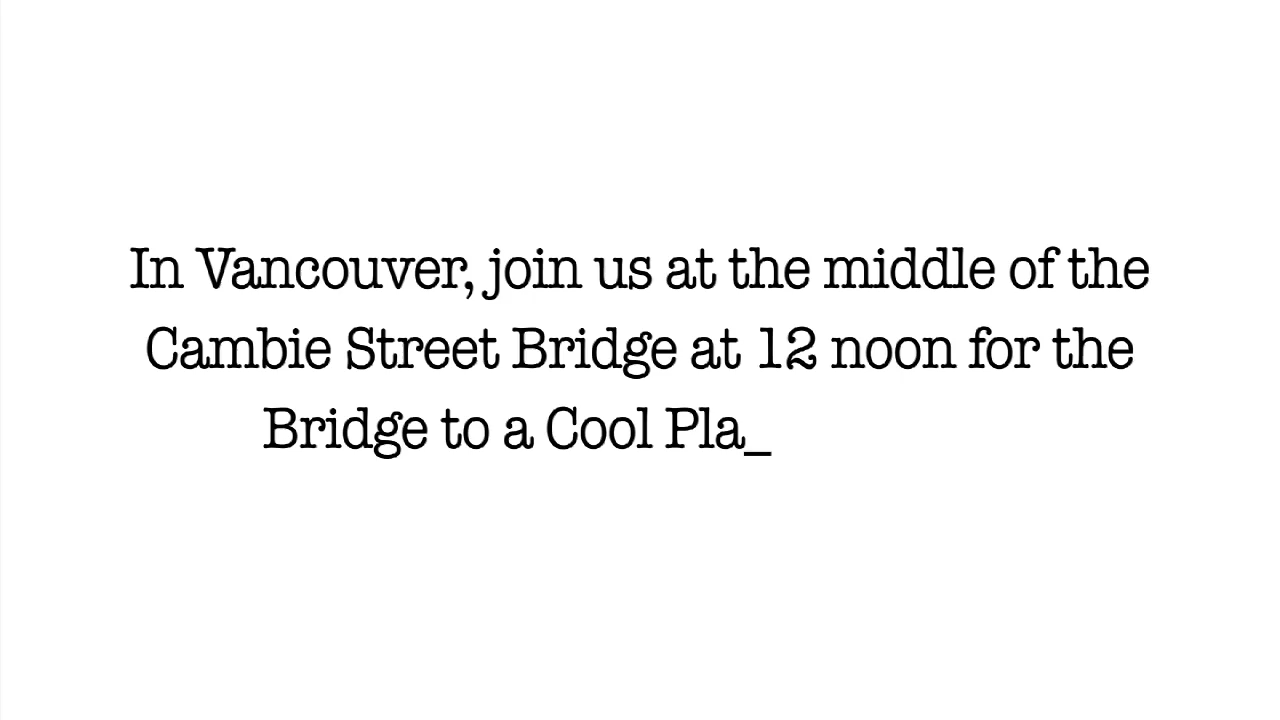 In Vancouver, join us at the middle of the
Cambie Street Bridge at 12 noon for the
Bridge to a Cool Pla_